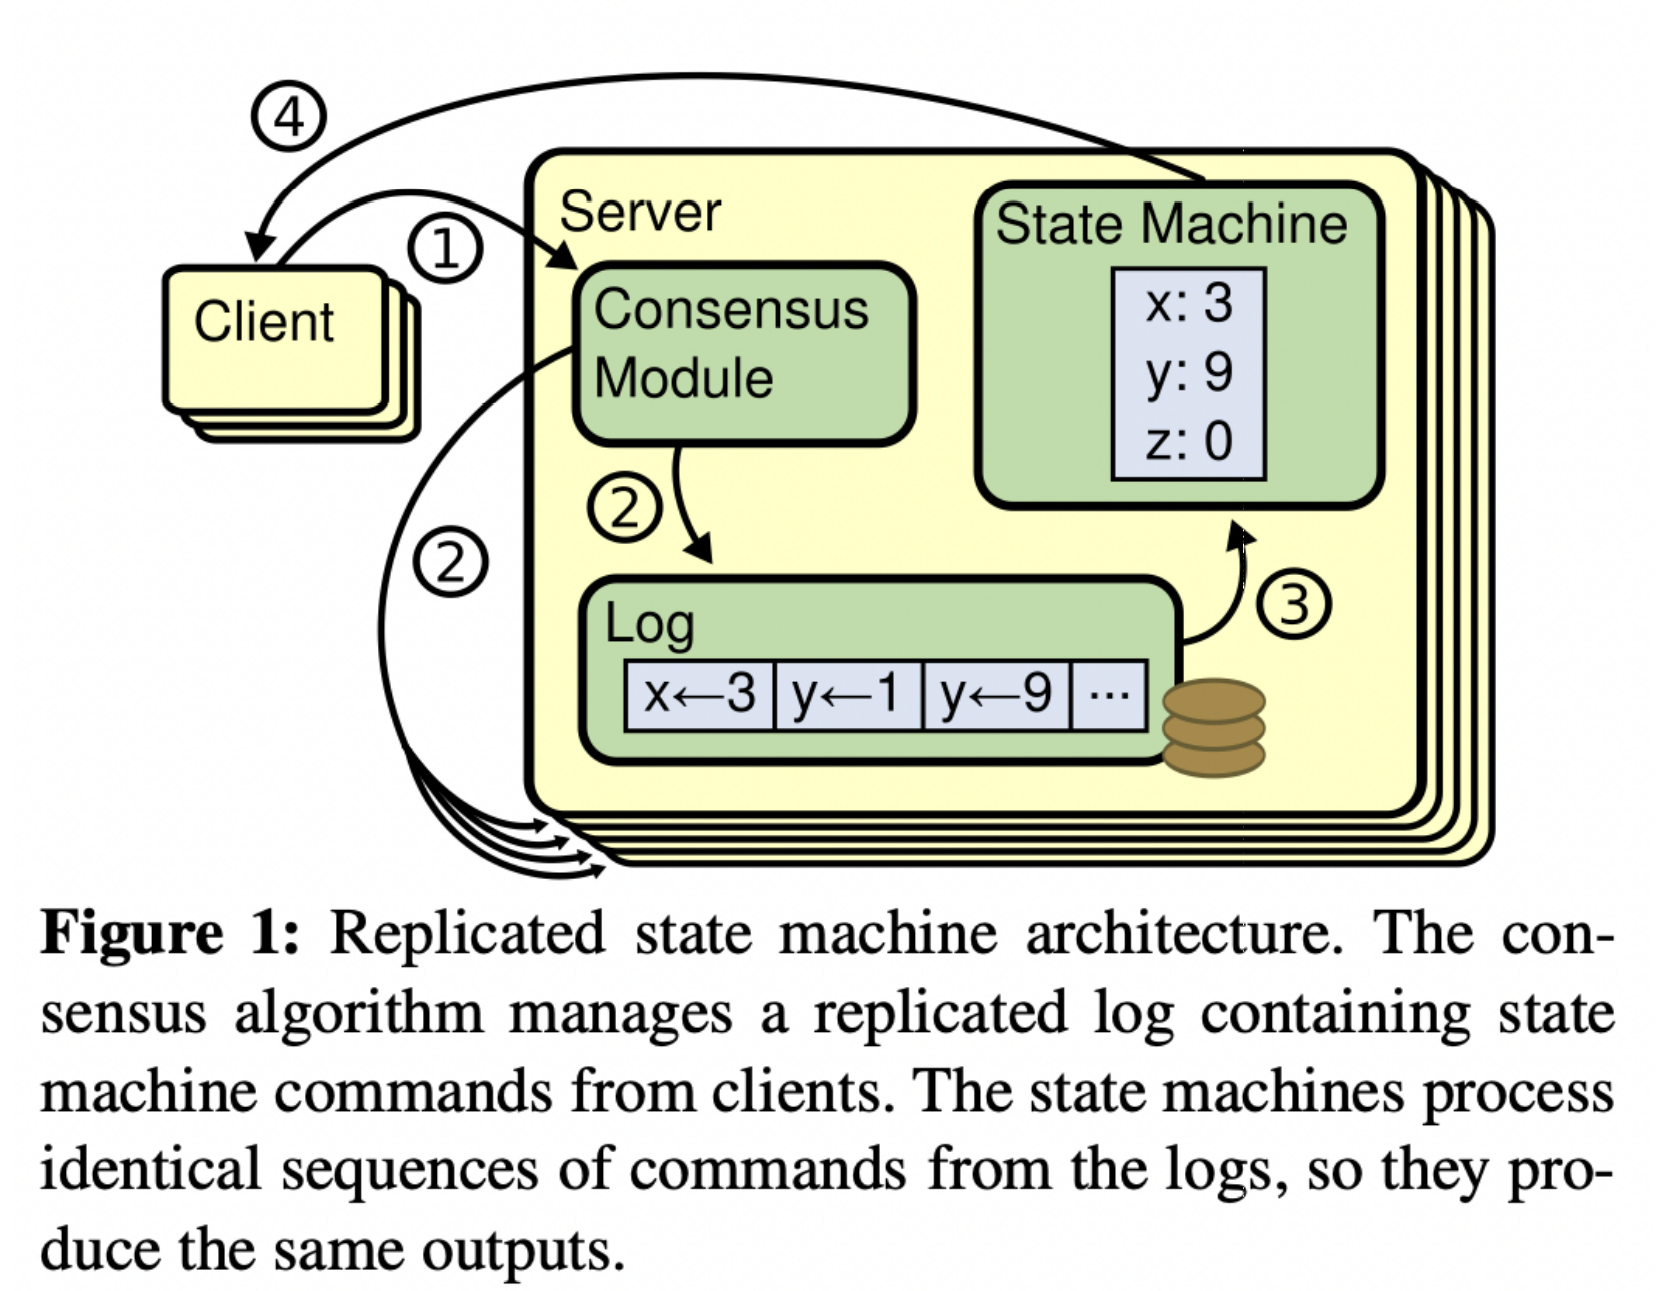 ④
①
Server
State Machine
Client
Consensus
Module
x: 3
y: 9
z: 0
②
②
③
Log
x←3 y←1 y←9 ...
Figure 1: Replicated state machine architecture. The con-
sensus algorithm manages a replicated log containing state
machine commands from clients. The state machines process
identical sequences of commands from the logs, so they pro-
duce the same outputs.